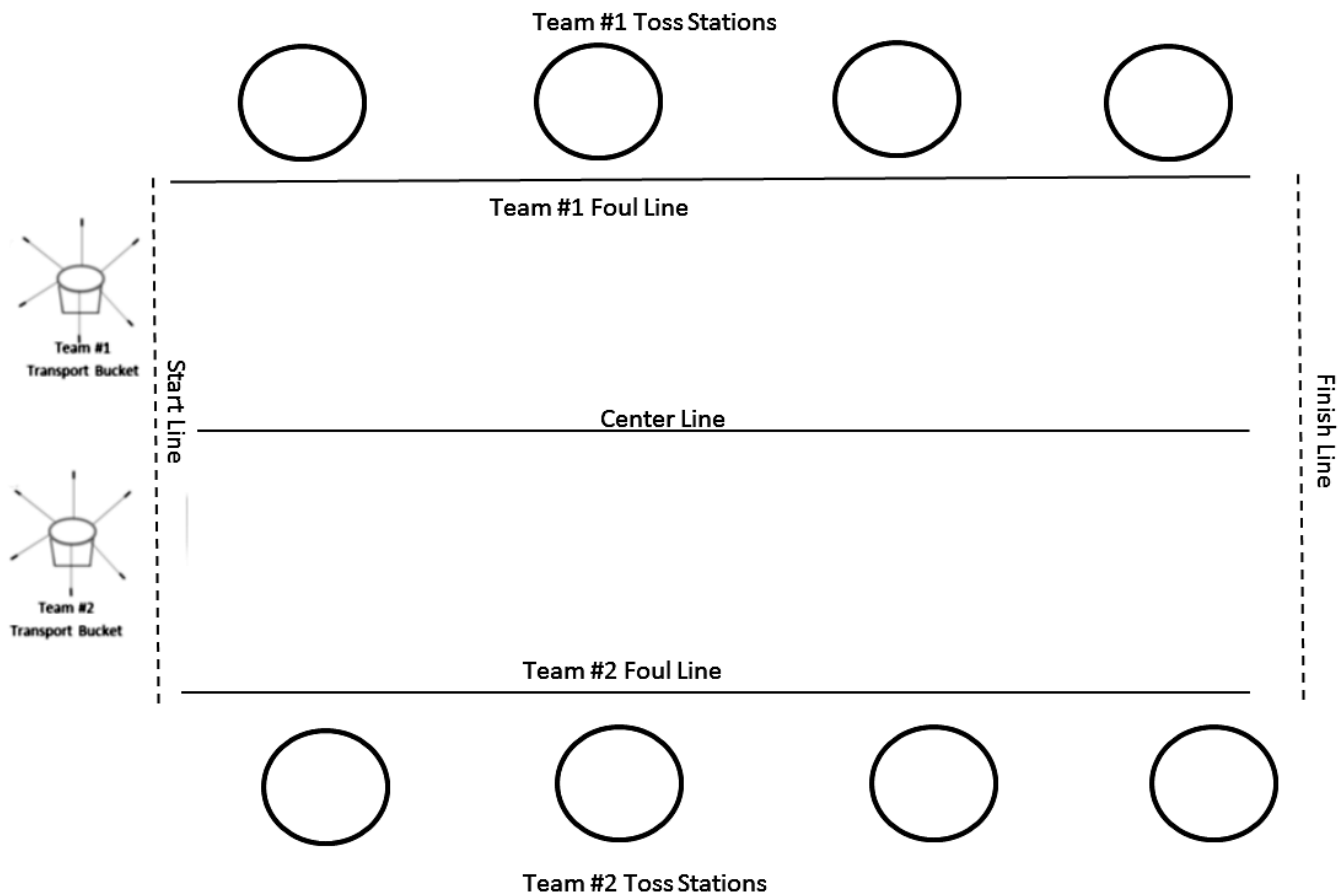 Team #1 Toss Stations
Team #1 Foul Line
Team #1
Transport Bucket
Start Line
Center Line
Finish Line
Team #2
Transport Bucket
Team #2 Foul Line
Team #2 Toss Stations